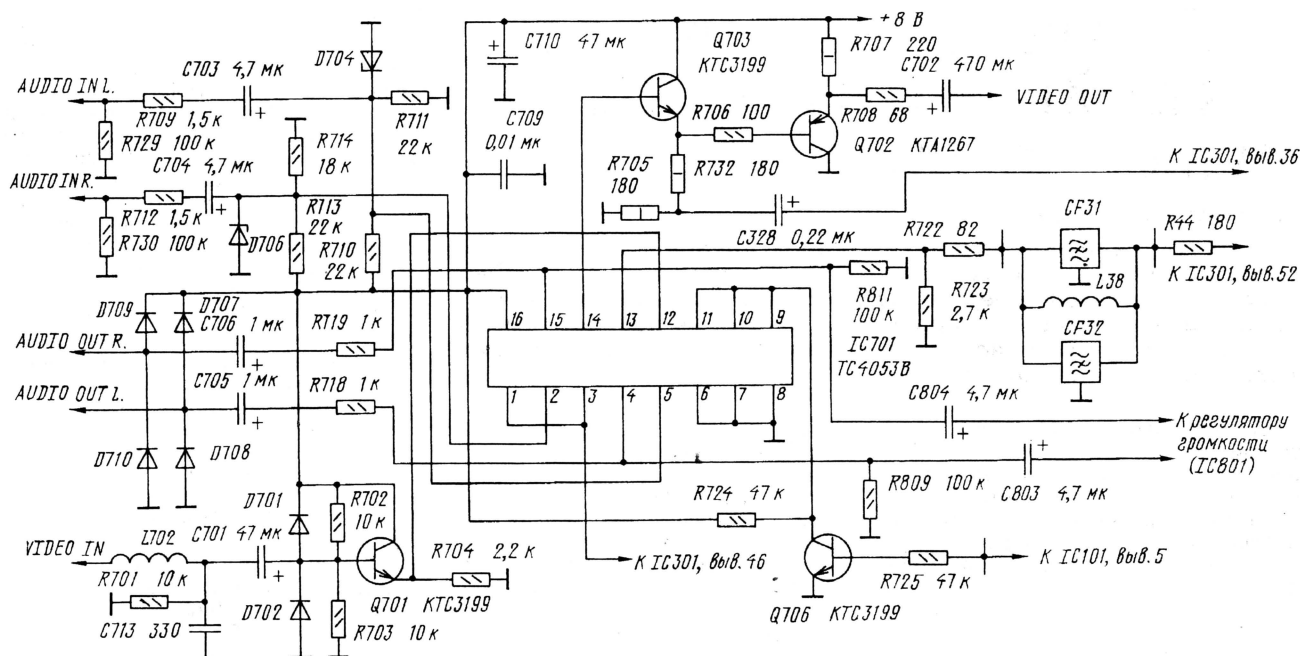 +8 В
C710 47 мк
Q703
KTC3199
R707 220
C702 470 мк
VIDEO OUT
C703 4,7 мк
D704
AUDIO IN L.
R709 1,5 к
R729 100 к
C704 4,7 мк
R711
22 к
C709
0,01 мк
R706 100
R708 68
Q702 KTA1267
R714
18 к
R705
180
R732 180
К IC301, выв. 36
AUDIO IN R.
R712 1,5 к
R730 100 к
D706
R713
22 к
R710
22 к
C328 0,22 мк
R722 82
CF31
R44 180
К IC301, выв. 52
L38
D709
D707
C706 1 мк
R719 1 к
R811
100 к
R723
2,7 к
CF32
16
15
14
13
12
11
10
9
IC701
TC4053B
AUDIO OUT R.
C705 1 мк
R718 1 к
AUDIO OUT L.
1
2
3
4
5
6
7
8
C804 4,7 мк
К регулятору
громкости
(IC801)
D710
D708
R724 47 к
R809 100 к
C803 4,7 мк
D701
R702
10 к
VIDEO IN
L702
C701 47 мк
R704 2,2 к
К IC301, выв. 46
К IC101, выв. 5
R701 10 к
D702
Q701 KTC3199
R725 47 к
C713 330
R703 10 к
Q706 KTC3199